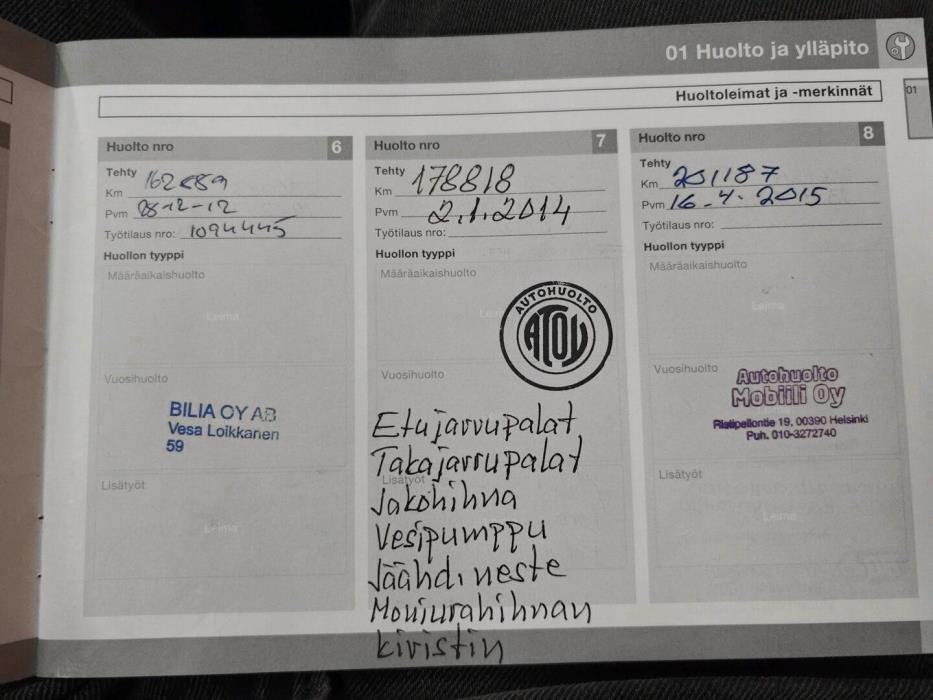 01 Huolto ja ylläpito
Huoltoleimat ja -merkinnät
01
Huolto nro 6
Tehty
Km
Pvm 28-12-12
Työtilaus nro: 1094445
Huollon tyyppi
Määräaikaishuolto
Leima
Vuosihuolto
BILIA OY AB
Vesa Loikkanen
59
Lisätyöt
Leima
Huolto nro 7
Tehty
Km 178818
Pvm 2.1.2014
Työtilaus nro:
Huollon tyyppi
Määräaikaishuolto
AUTOHUOLTO
ATOY
Vuosihuolto
Etujarrupalat
Takajarrupalat
Lisätyöt
Jakohihna
Vesipumppu
Jäähd.neste
Moniurahihnan
kiristin
Huolto nro 8
Tehty
Km 201187
Pvm 16-4-2015
Työtilaus nro:
Huollon tyyppi
Määräaikaishuolto
Leima
Vuosihuolto
Autohuolto
Mobiili Oy
Ristipellontie 19, 00390 Helsinki
Puh. 010-3272740
Lisätyöt
Leima